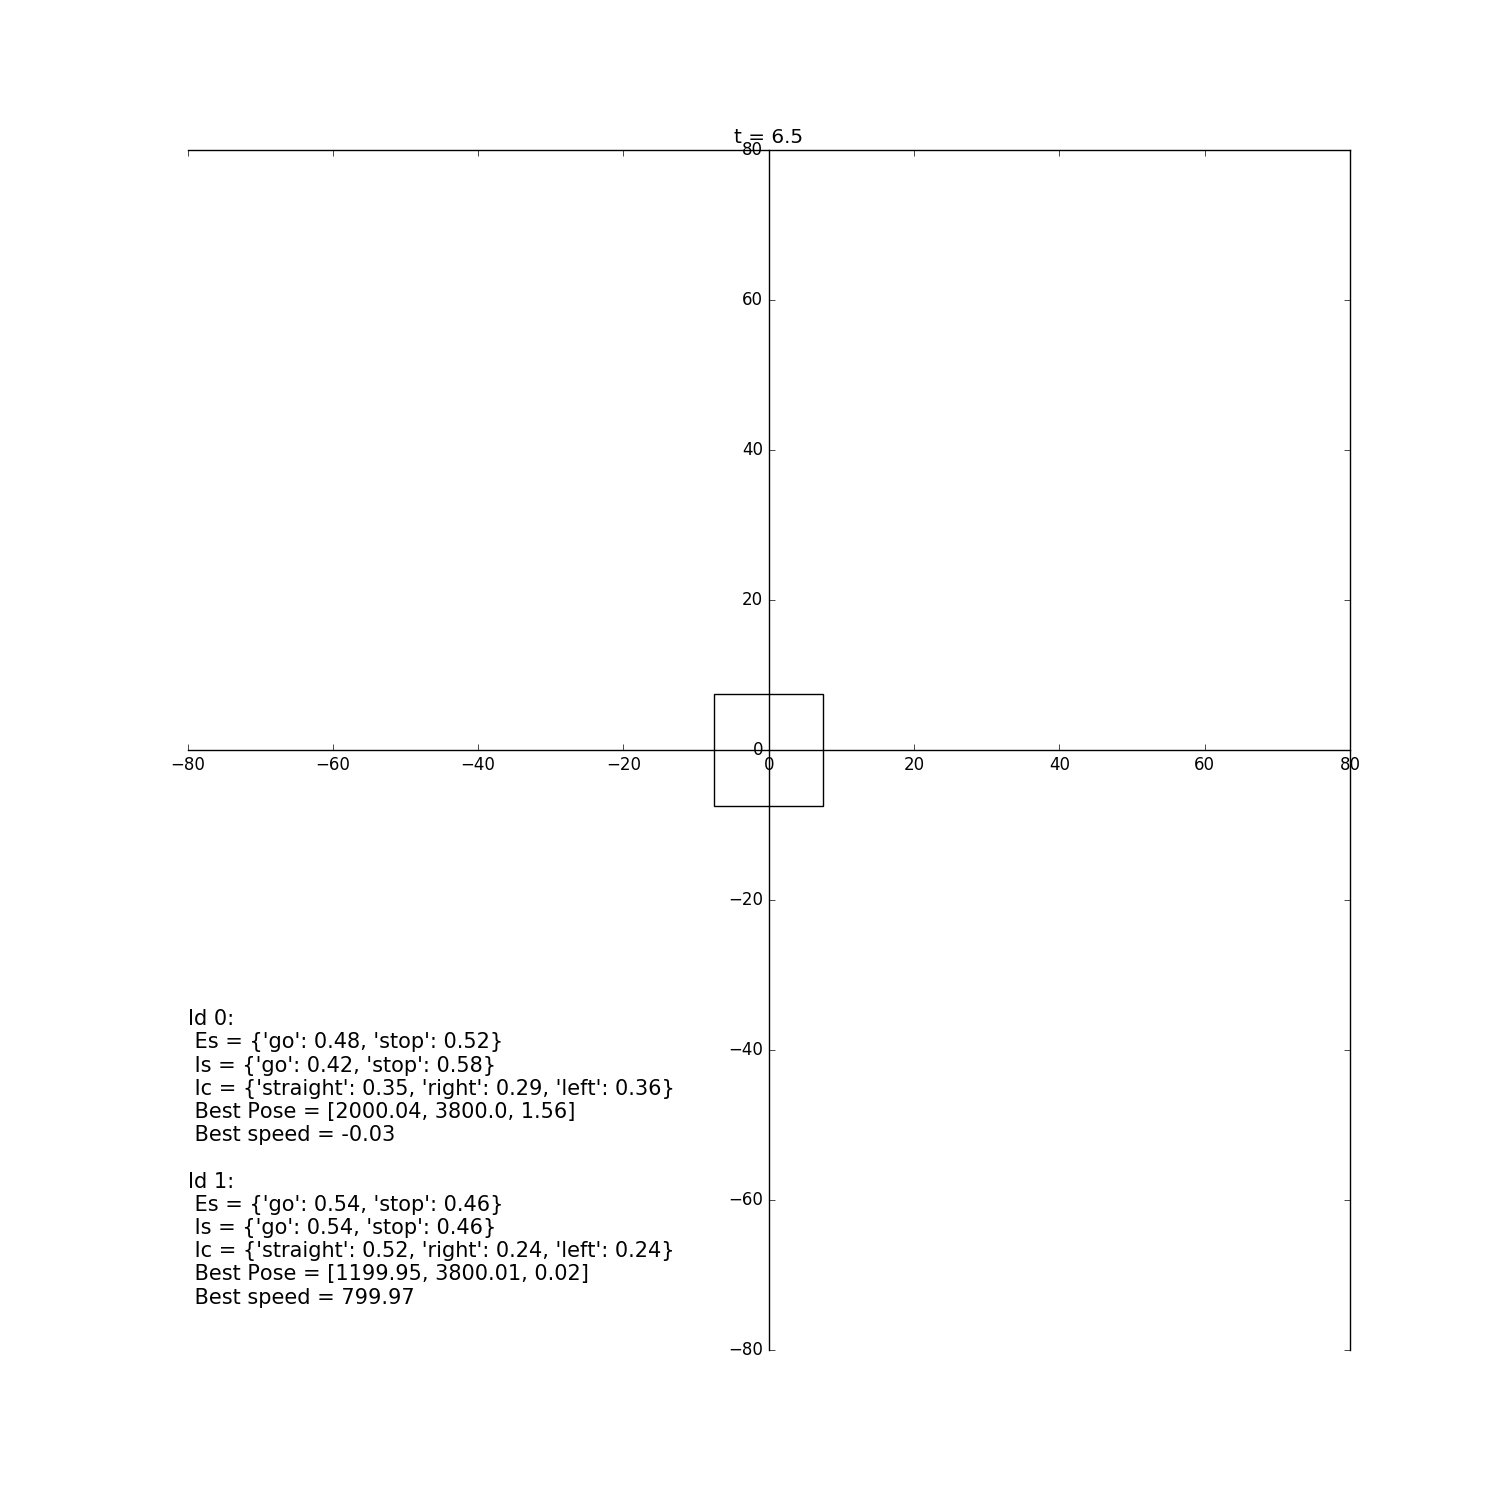 t = 6.5
80
60
40
20
0
−80 −60 −40 −20 0 20 40 60 80
−20
−40
−60
−80
Id 0:
Es = {'go': 0.48, 'stop': 0.52}
Is = {'go': 0.42, 'stop': 0.58}
Ic = {'straight': 0.35, 'right': 0.29, 'left': 0.36}
Best Pose = [2000.04, 3800.0, 1.56]
Best speed = -0.03
Id 1:
Es = {'go': 0.54, 'stop': 0.46}
Is = {'go': 0.54, 'stop': 0.46}
Ic = {'straight': 0.52, 'right': 0.24, 'left': 0.24}
Best Pose = [1199.95, 3800.01, 0.02]
Best speed = 799.97